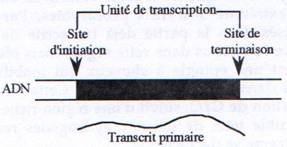 Unité de transcription
Site
d'initiation
Site de
terminaison
ADN
Transcrit primaire